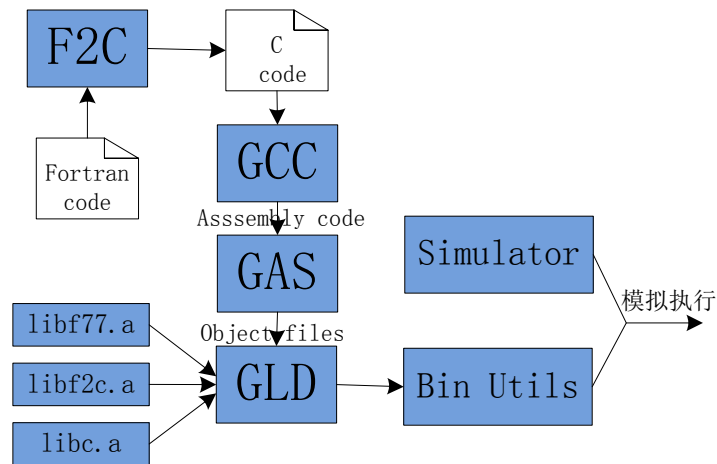 F2C
C
code
Fortran
code
GCC
Asssembly code
GAS
Simulator
模拟执行
libf77.a
Object files
libf2c.a
GLD
Bin Utils
libc.a